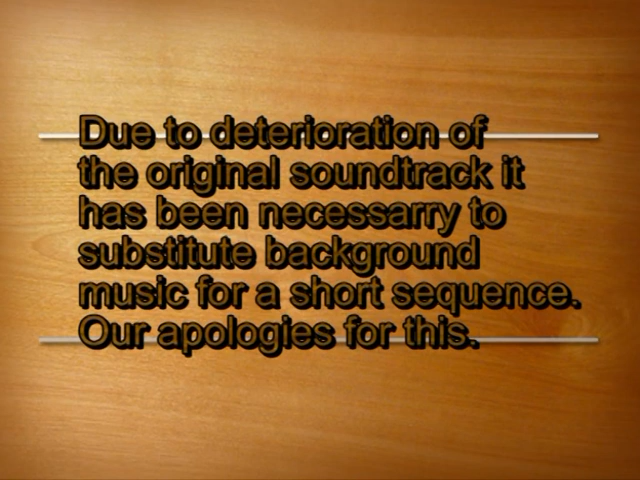 Due to deterioration of
the original soundtrack it
has been necessarry to
substitute background
music for a short sequence.
Our apologies for this.